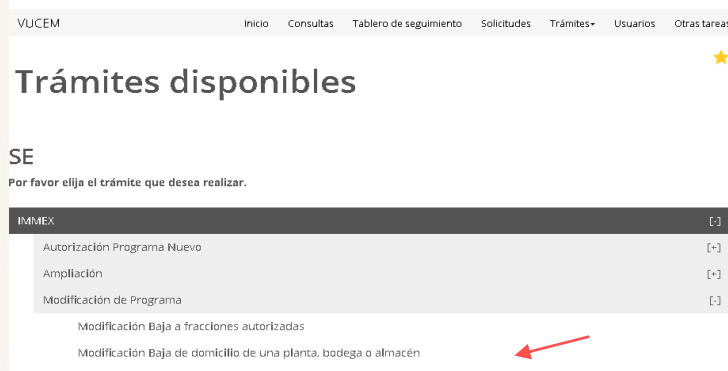 VUCEM Inicio Consultas Tablero de seguimiento Solicitudes Trámites Usuarios Otras tareas
Trámites disponibles
SE
Por favor elija el trámite que desea realizar.
IMMEX [-]
Autorización Programa Nuevo [+]
Ampliación [+]
Modificación de Programa [-]
Modificación Baja a fracciones autorizadas
Modificación Baja de domicilio de una planta, bodega o almacén